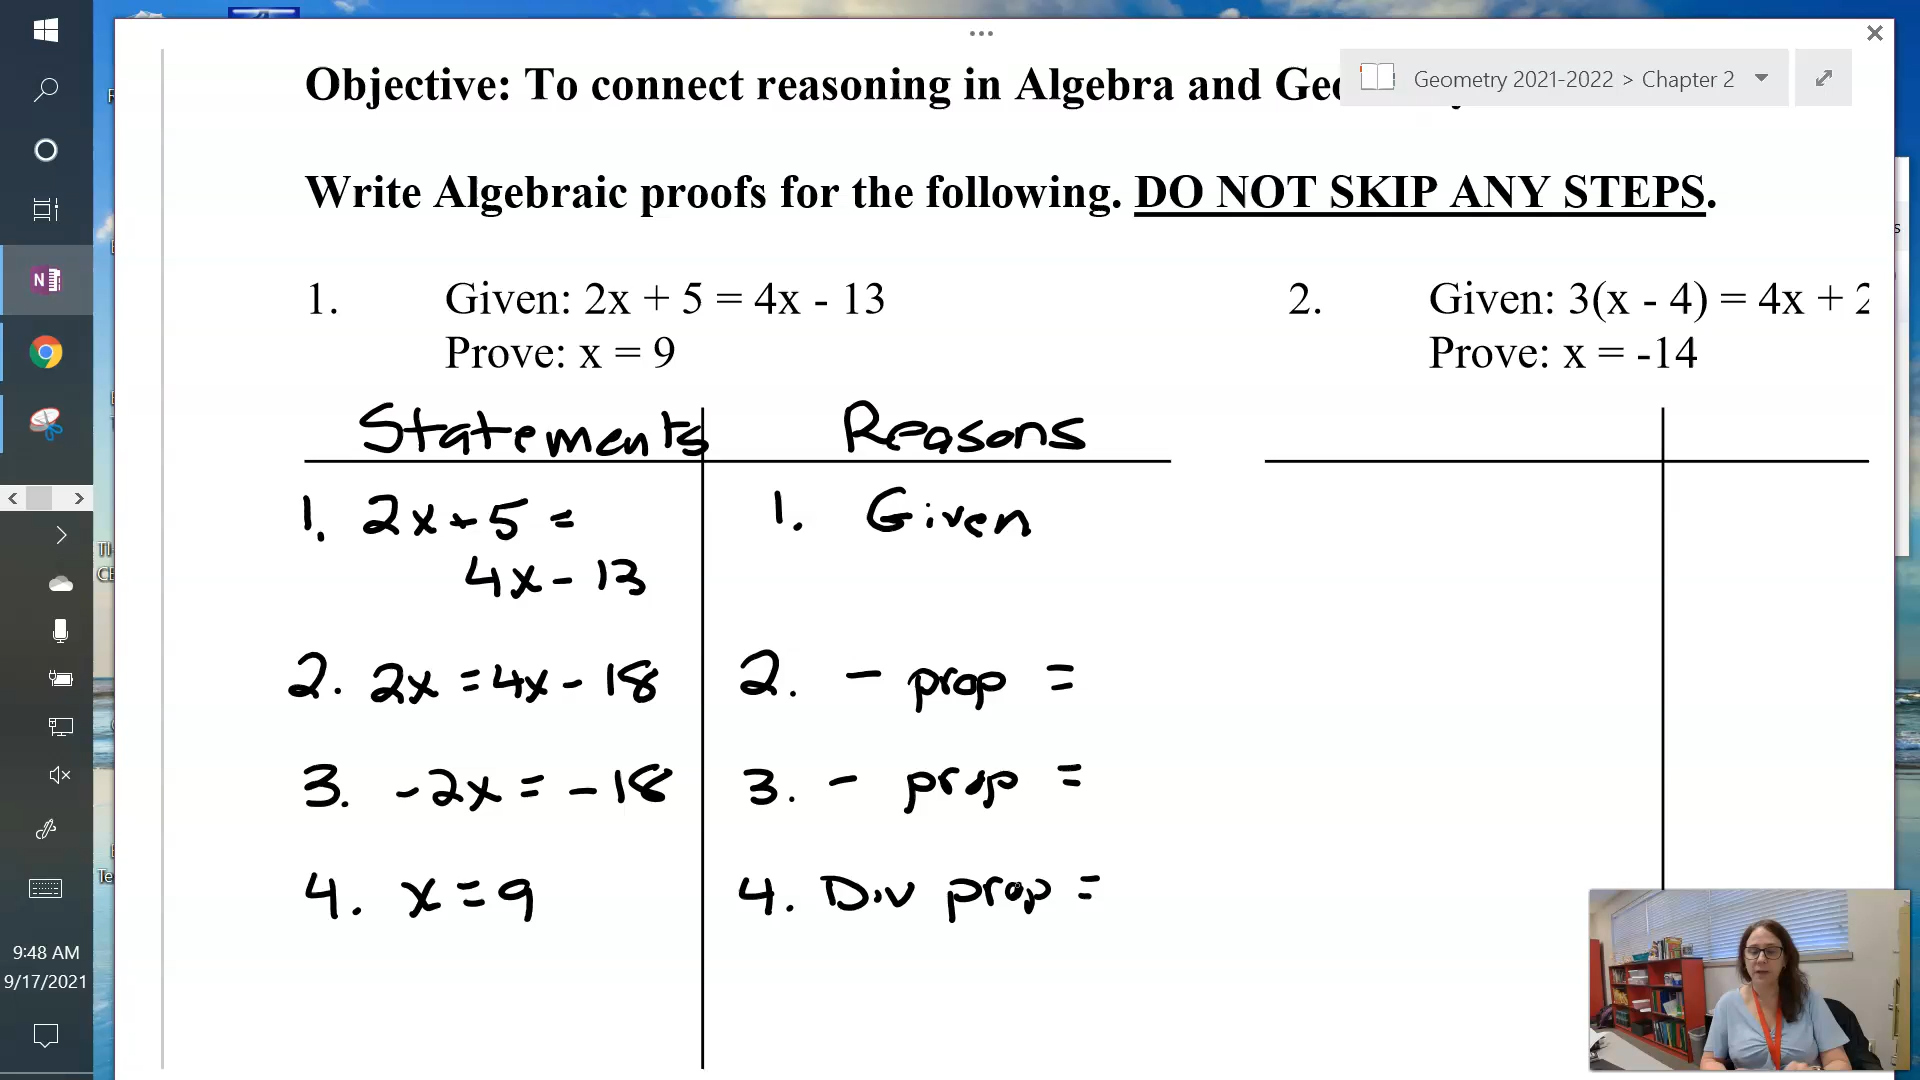 Objective: To connect reasoning in Algebra and Geo
Geometry 2021-2022 > Chapter 2
Write Algebraic proofs for the following. DO NOT SKIP ANY STEPS.
1. Given: 2x + 5 = 4x - 13
Prove: x = 9
2. Given: 3(x - 4) = 4x + 2
Prove: x = -14
Statements
Reasons
1. 2x + 5 =
4x - 13
1. Given
2. 2x = 4x - 18
2. - prop =
3. -2x = -18
3. - prop =
4. x = 9
4. Div prop =
9:48 AM
9/17/2021